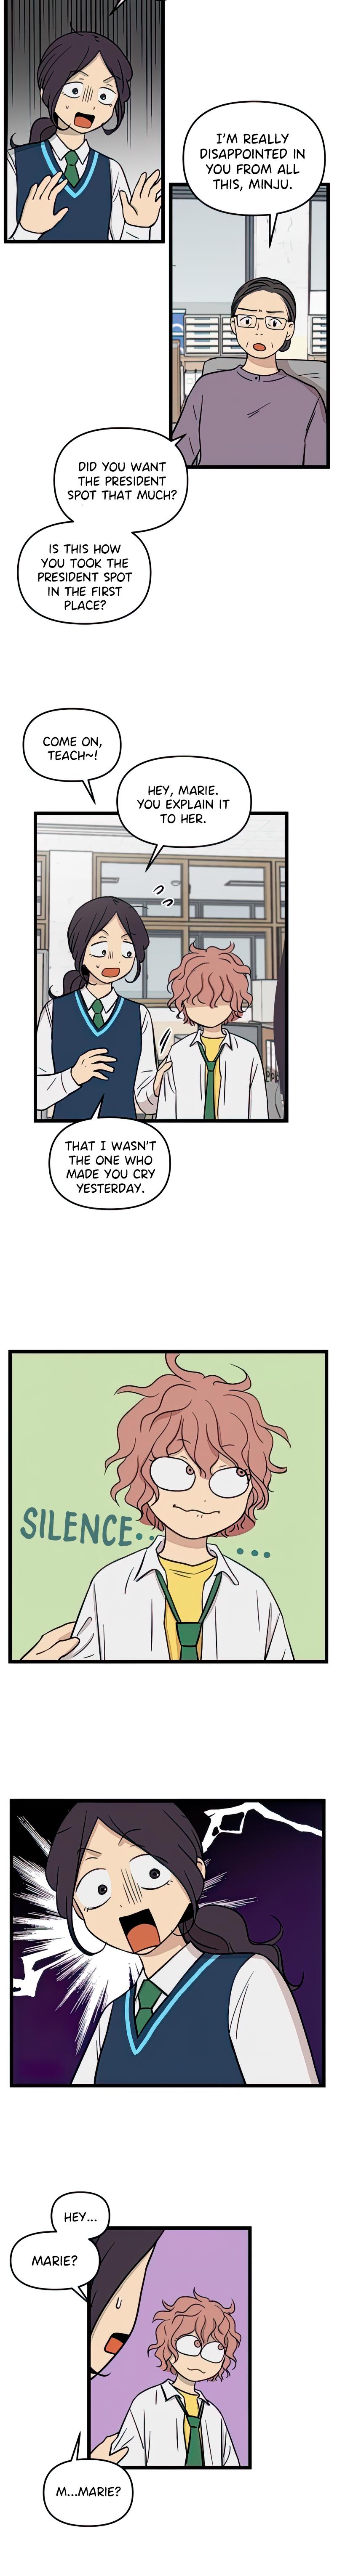 I'M REALLY
DISAPPOINTED IN
YOU FROM ALL
THIS, MINJU.
DID YOU WANT
THE PRESIDENT
SPOT THAT MUCH?
IS THIS HOW
YOU TOOK THE
PRESIDENT SPOT
IN THE FIRST
PLACE?
COME ON,
TEACH~!
HEY, MARIE.
YOU EXPLAIN IT
TO HER.
THAT I WASN'T
THE ONE WHO
MADE YOU CRY
YESTERDAY.
SILENCE.. ...
HEY...
MARIE?
M...MARIE?